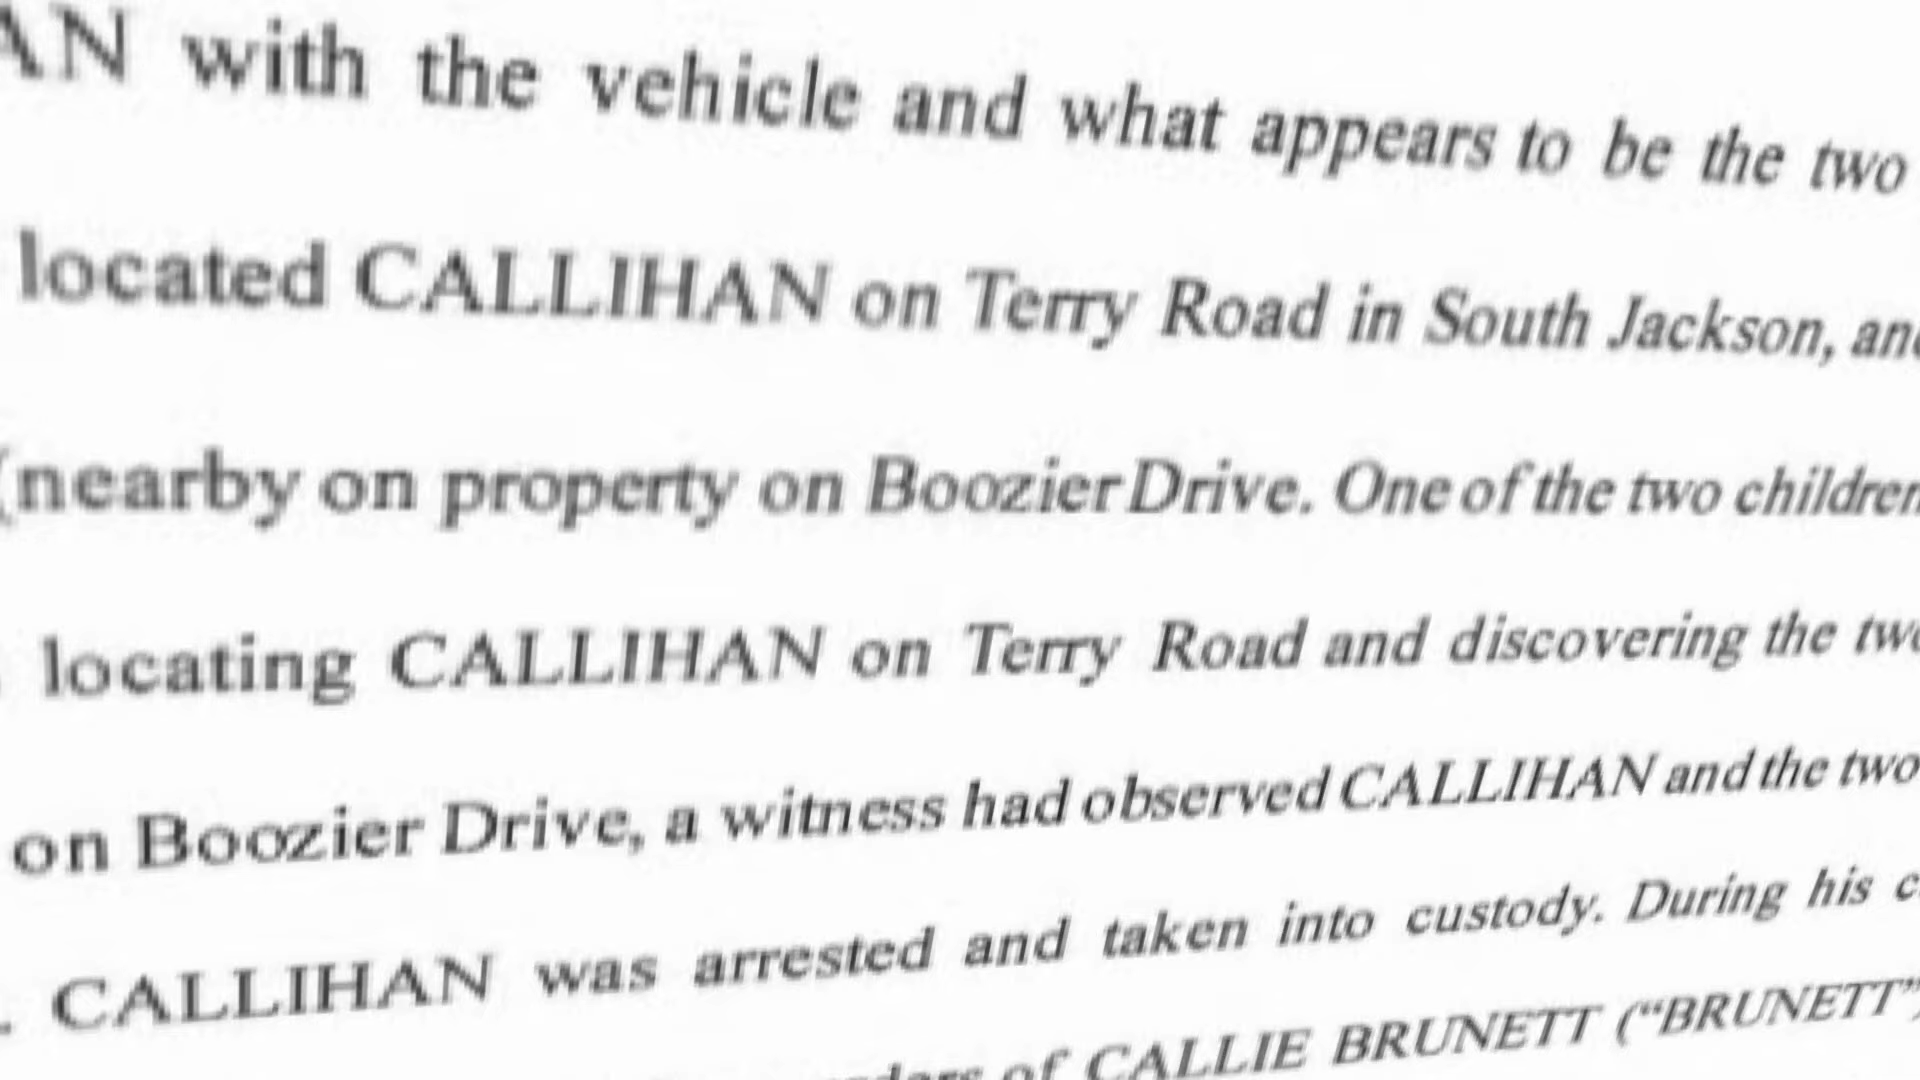 AN with the vehicle and what appears to be the two
located CALLIHAN on Terry Road in South Jackson, and
(nearby on property on Boozier Drive. One of the two children
locating CALLIHAN on Terry Road and discovering the two
on Boozier Drive, a witness had observed CALLIHAN and the two
. CALLIHAN was arrested and taken into custody. During his c
of CALLIE BRUNETT (“BRUNETT”)